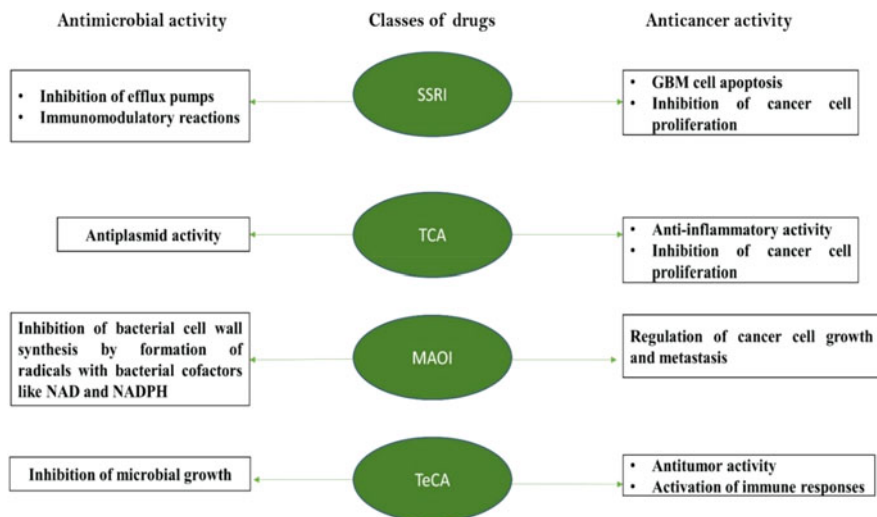 Antimicrobial activity
Classes of drugs
Anticancer activity
• Inhibition of efflux pumps
• Immunomodulatory reactions
SSRI
• GBM cell apoptosis
• Inhibition of cancer cell
proliferation
Antiplasmid activity
TCA
• Anti-inflammatory activity
• Inhibition of cancer cell
proliferation
Inhibition of bacterial cell wall
synthesis by formation of
radicals with bacterial cofactors
like NAD and NADPH
MAOI
Regulation of cancer cell growth
and metastasis
Inhibition of microbial growth
TeCA
• Antitumor activity
• Activation of immune responses